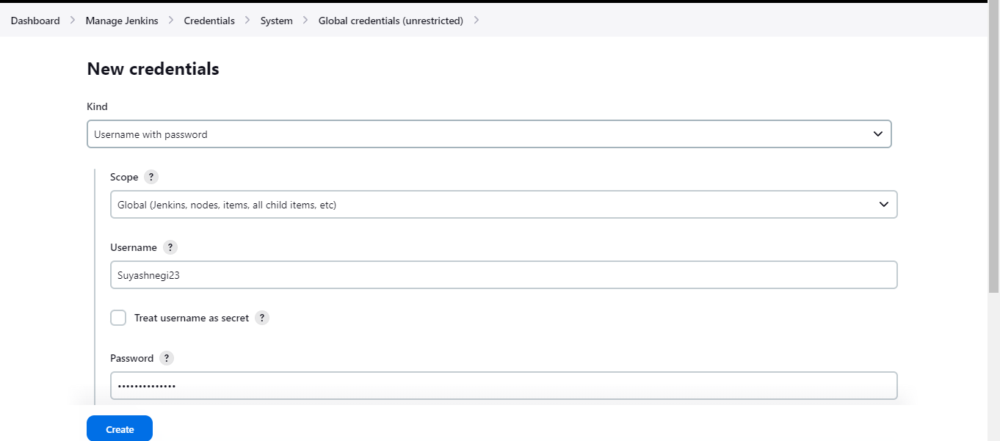 Dashboard > Manage Jenkins > Credentials > System > Global credentials (unrestricted) >
New credentials
Kind
Username with password
Scope ?
Global (Jenkins, nodes, items, all child items, etc)
Username ?
Suyashnegi23
Treat username as secret ?
Password ?
••••••••••••••
Create